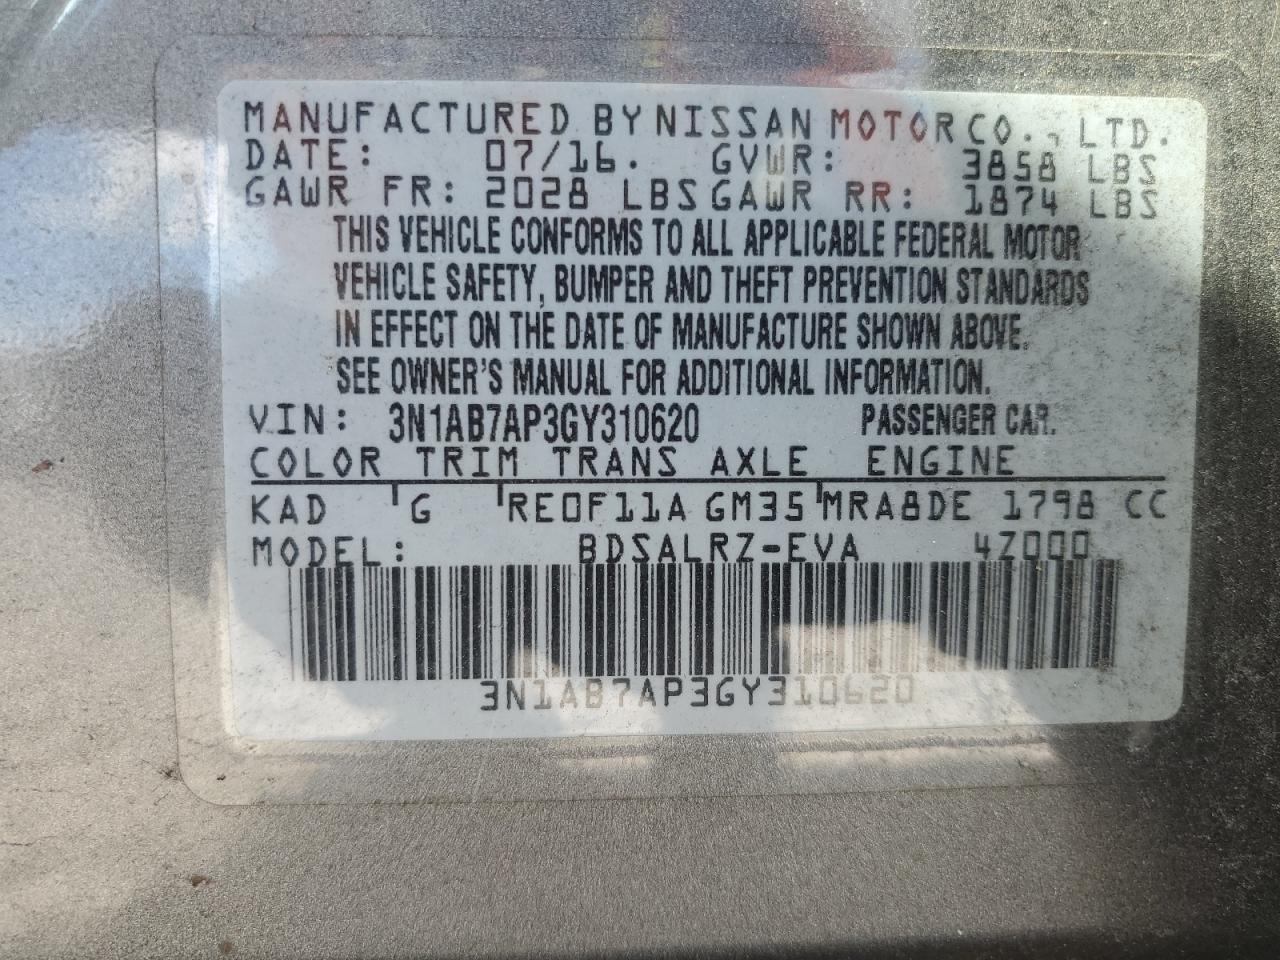 MANUFACTURED BY NISSAN MOTOR CO., LTD.
DATE: 07/16. GVWR: 3858 LBS
GAWR FR: 2028 LBS GAWR RR: 1874 LBS
THIS VEHICLE CONFORMS TO ALL APPLICABLE FEDERAL MOTOR
VEHICLE SAFETY, BUMPER AND THEFT PREVENTION STANDARDS
IN EFFECT ON THE DATE OF MANUFACTURE SHOWN ABOVE.
SEE OWNER'S MANUAL FOR ADDITIONAL INFORMATION.
VIN: 3N1AB7AP3GY310620 PASSENGER CAR.
COLOR TRIM TRANS AXLE ENGINE
KAD G RE0F11A GM35 MRA8DE 1798 CC
MODEL: BDSALRZ-EVA 4Z000
3N1AB7AP3GY310620